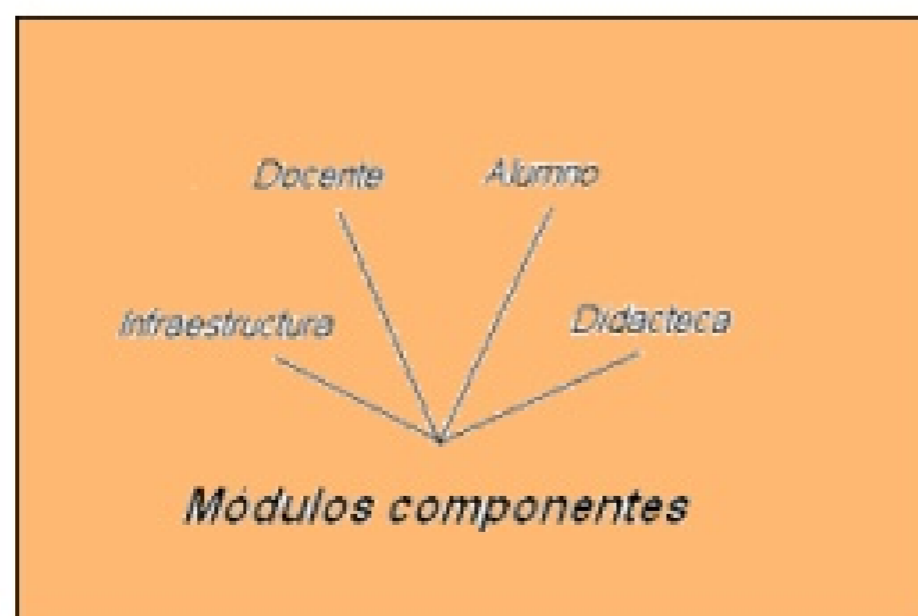 Docente Alumno
Infraestructura Didacteca
Módulos componentes